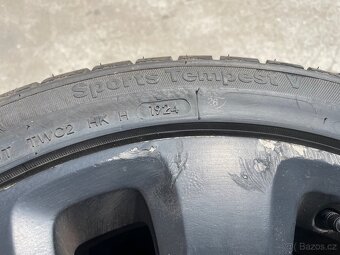 Sports Tempest V
TWC2 HK H 1924
© Bazos.cz